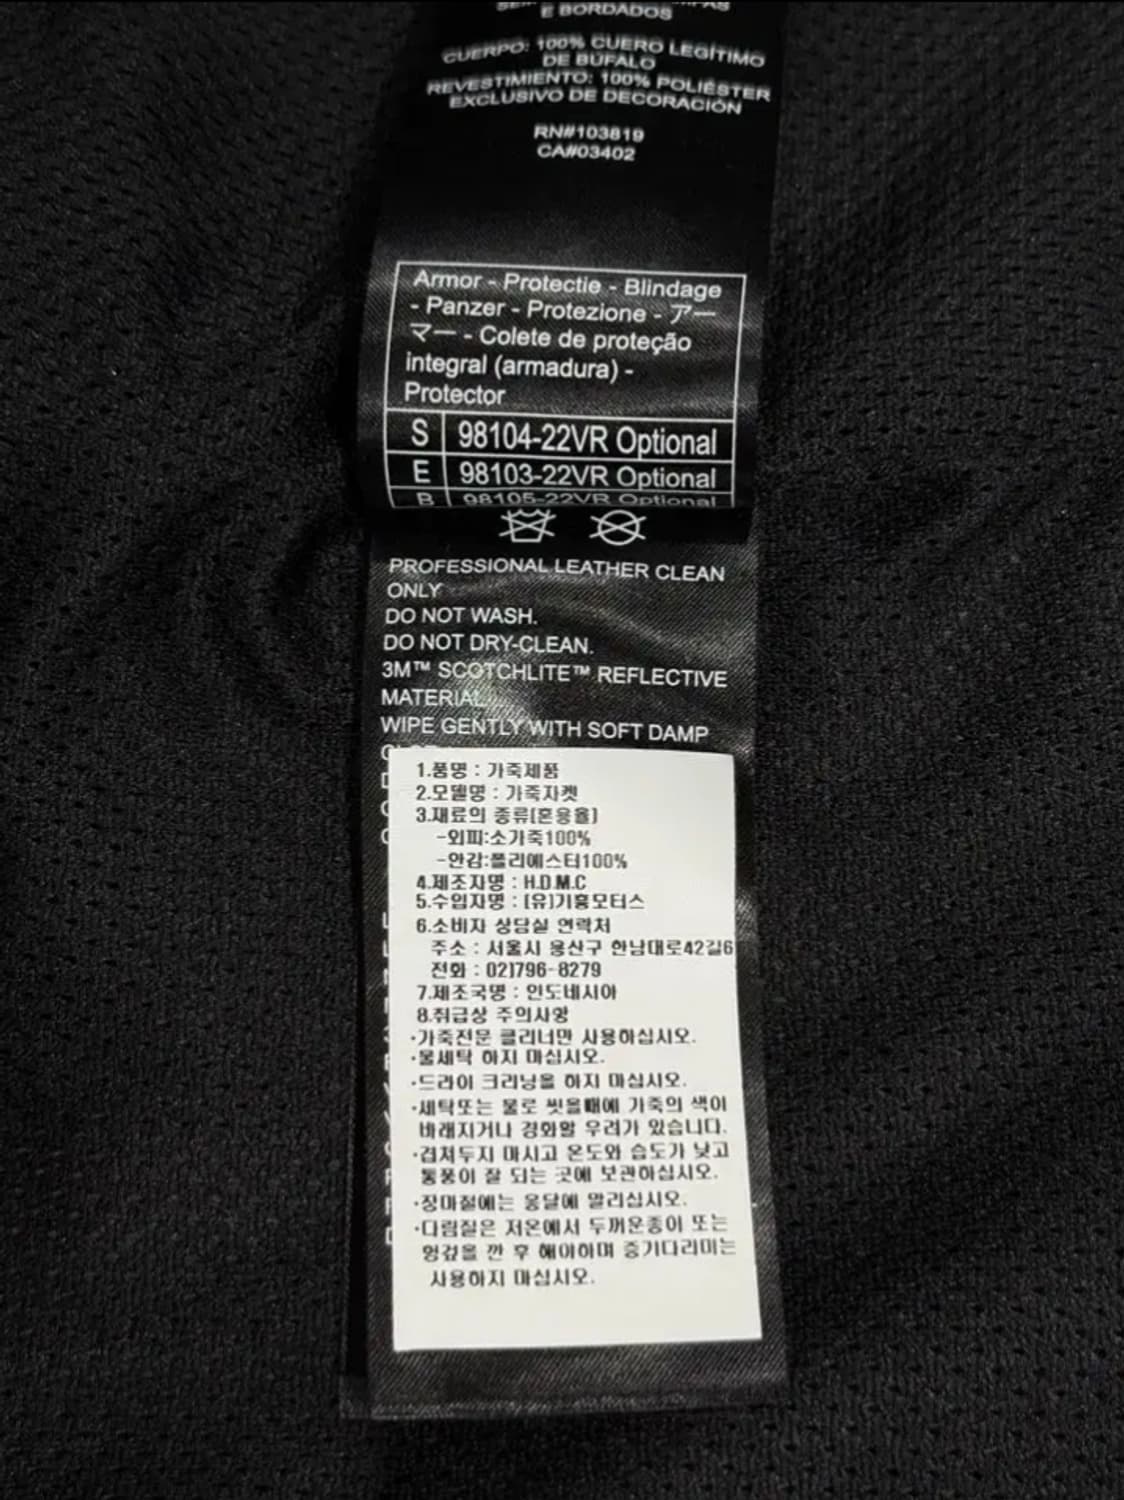 E BORDADOS
CUERPO: 100% CUERO LEGÍTIMO
DE BÚFALO
REVESTIMIENTO: 100% POLIÉSTER
EXCLUSIVO DE DECORACIÓN
RN#103819
CA#03402
Armor - Protectie - Blindage
- Panzer - Protezione - アー
マー - Colete de proteção
integral (armadura) -
Protector
S 98104-22VR Optional
E 98103-22VR Optional
B 98105-22VR Optional
PROFESSIONAL LEATHER CLEAN
ONLY
DO NOT WASH.
DO NOT DRY-CLEAN.
3M™ SCOTCHLITE™ REFLECTIVE
MATERIAL
WIPE GENTLY WITH SOFT DAMP
1.품명 : 가죽제품
2.모델명 : 가죽자켓
3.재료의 종류(혼용율)
-외피:소가죽100%
-안감:폴리에스터100%
4.제조자명 : H.D.M.C
5.수입자명 : (유)기흥모터스
6.소비자 상담실 연락처
주소 : 서울시 용산구 한남대로42길6
전화 : 02)796-8279
7.제조국명 : 인도네시아
8.취급상 주의사항
·가죽전문 클리너만 사용하십시오.
·물세탁 하지 마십시오.
·드라이 크리닝을 하지 마십시오.
·세탁또는 물로 씻을때에 가죽의 색이
바래지거나 경화할 우려가 있습니다.
·겹쳐두지 마시고 온도와 습도가 낮고
통풍이 잘 되는 곳에 보관하십시오.
·장마절에는 응달에 말리십시오.
·다림질은 저온에서 두꺼운종이 또는
헝겊을 깐 후 해야하며 증기다리미는
사용하지 마십시오.